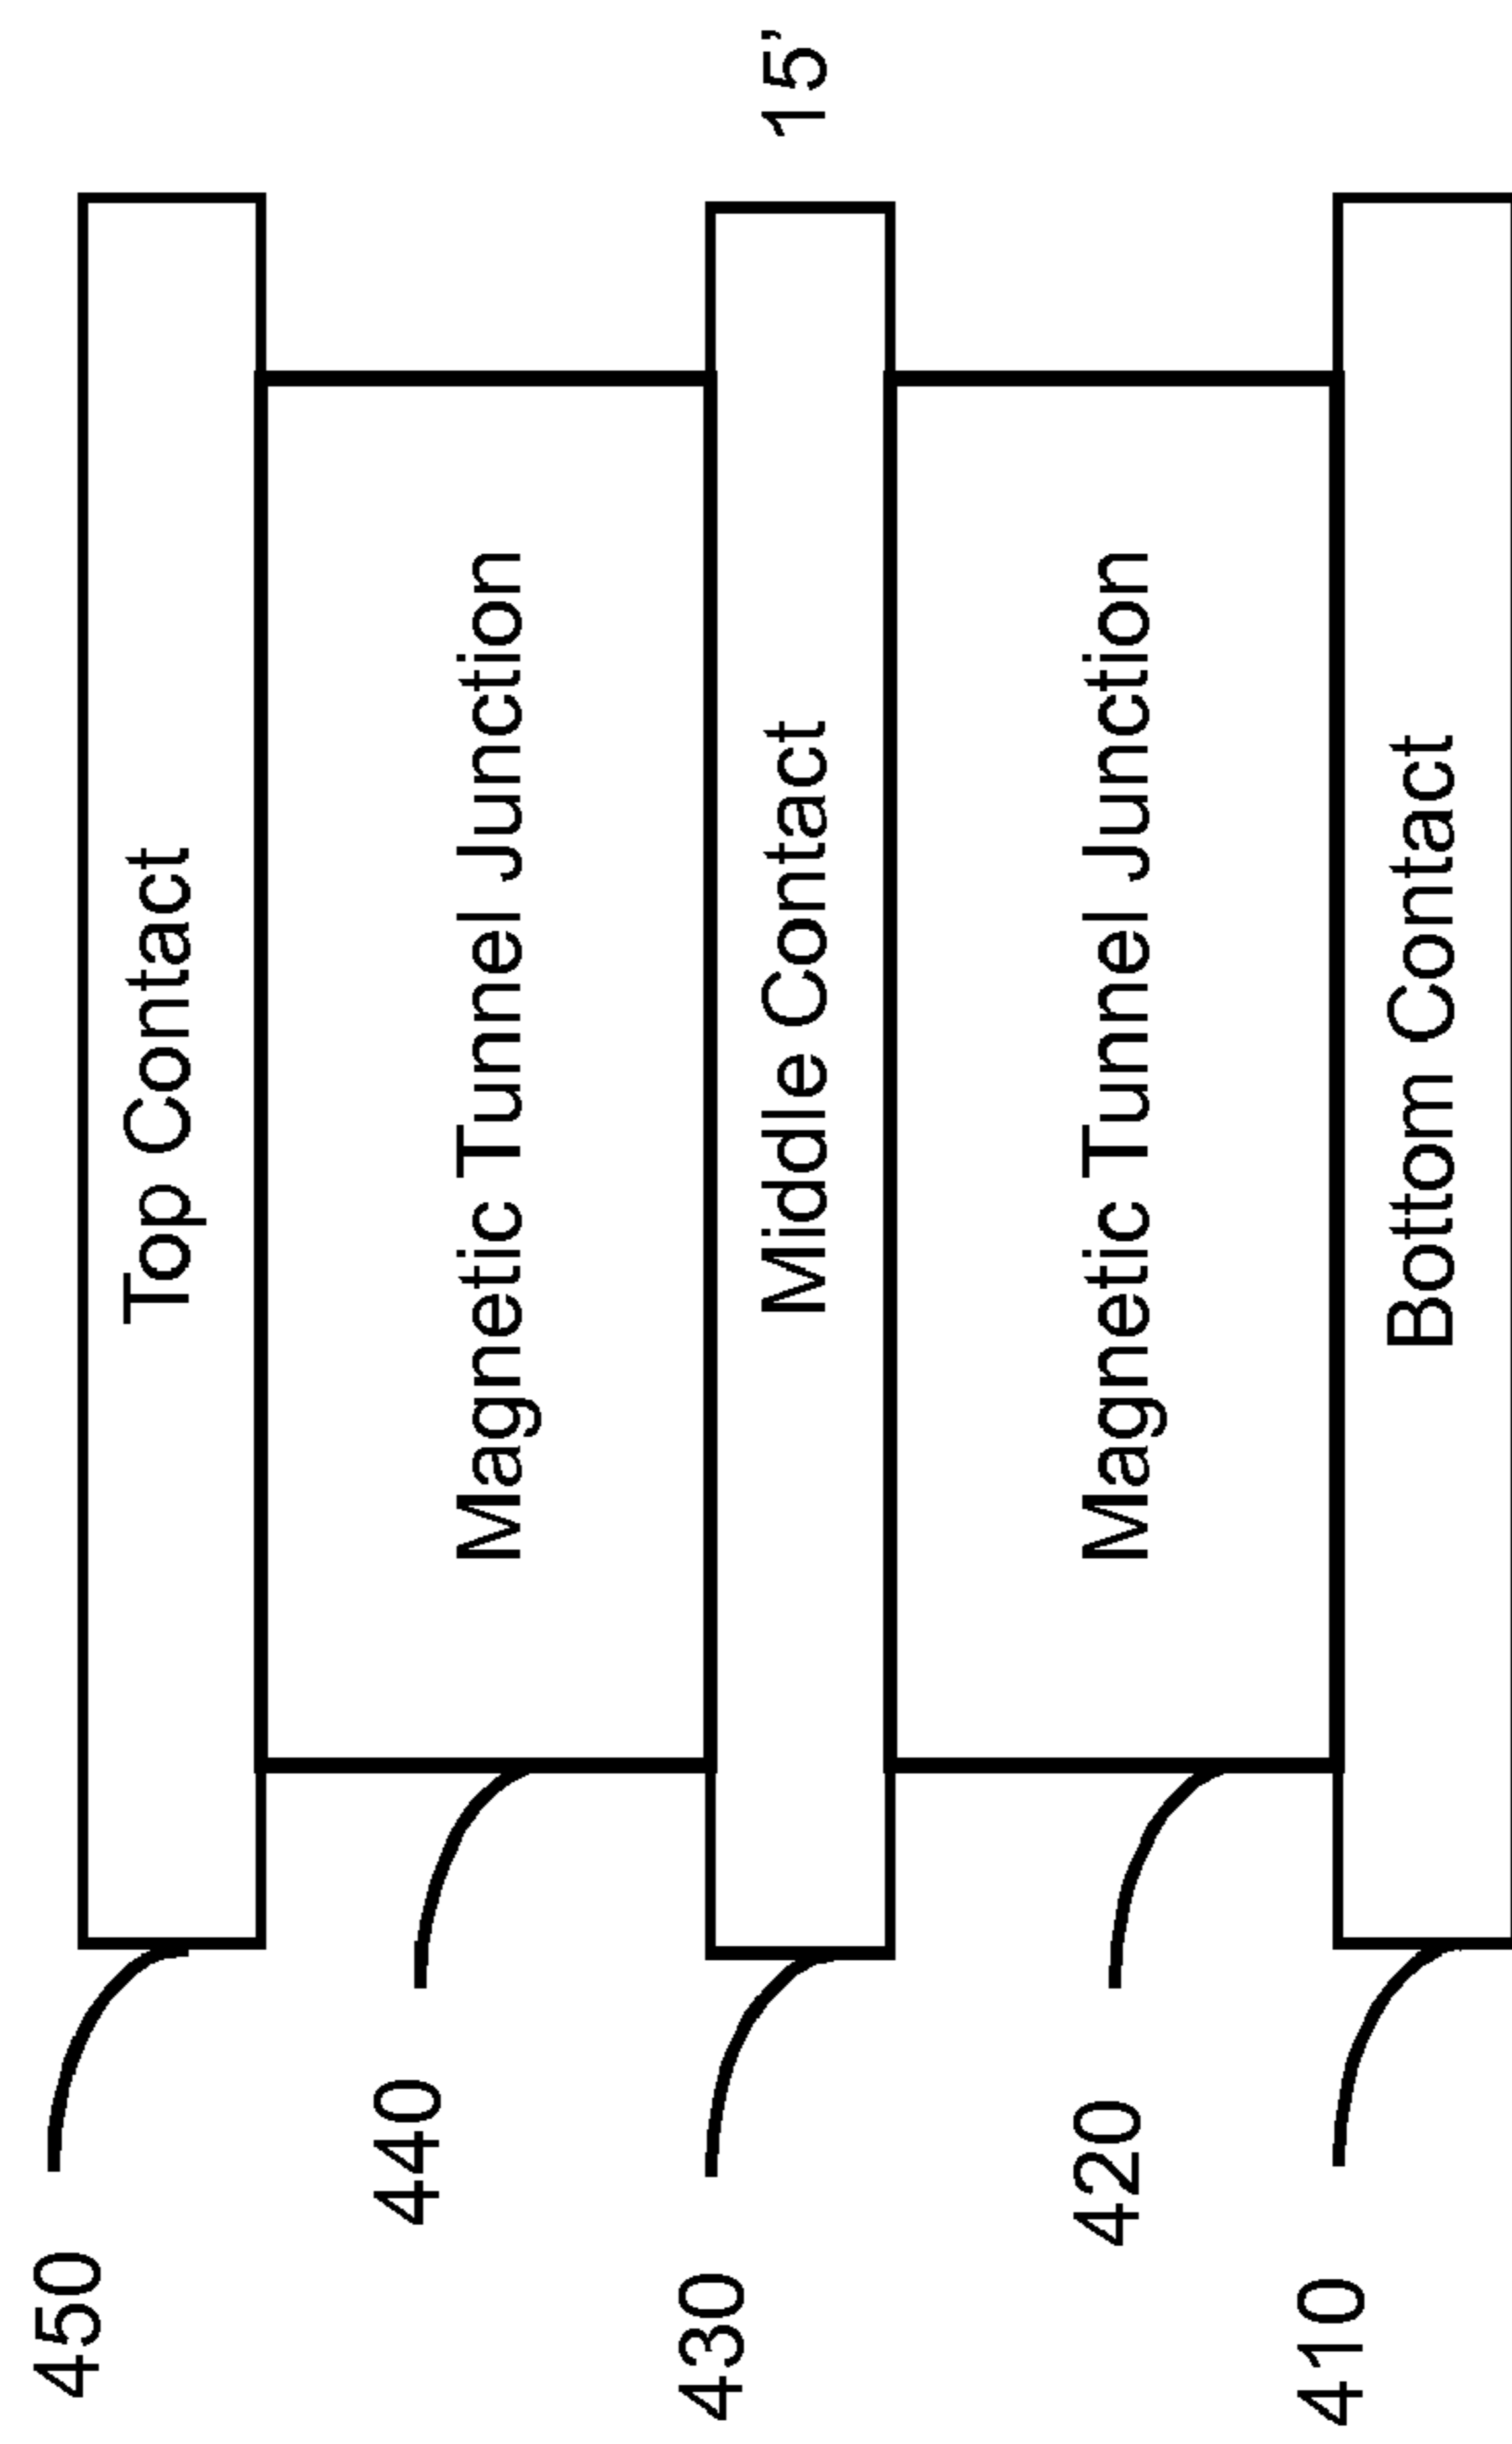 450
Top Contact
440
Magnetic Tunnel Junction
430
Middle Contact
15’
420
Magnetic Tunnel Junction
410
Bottom Contact